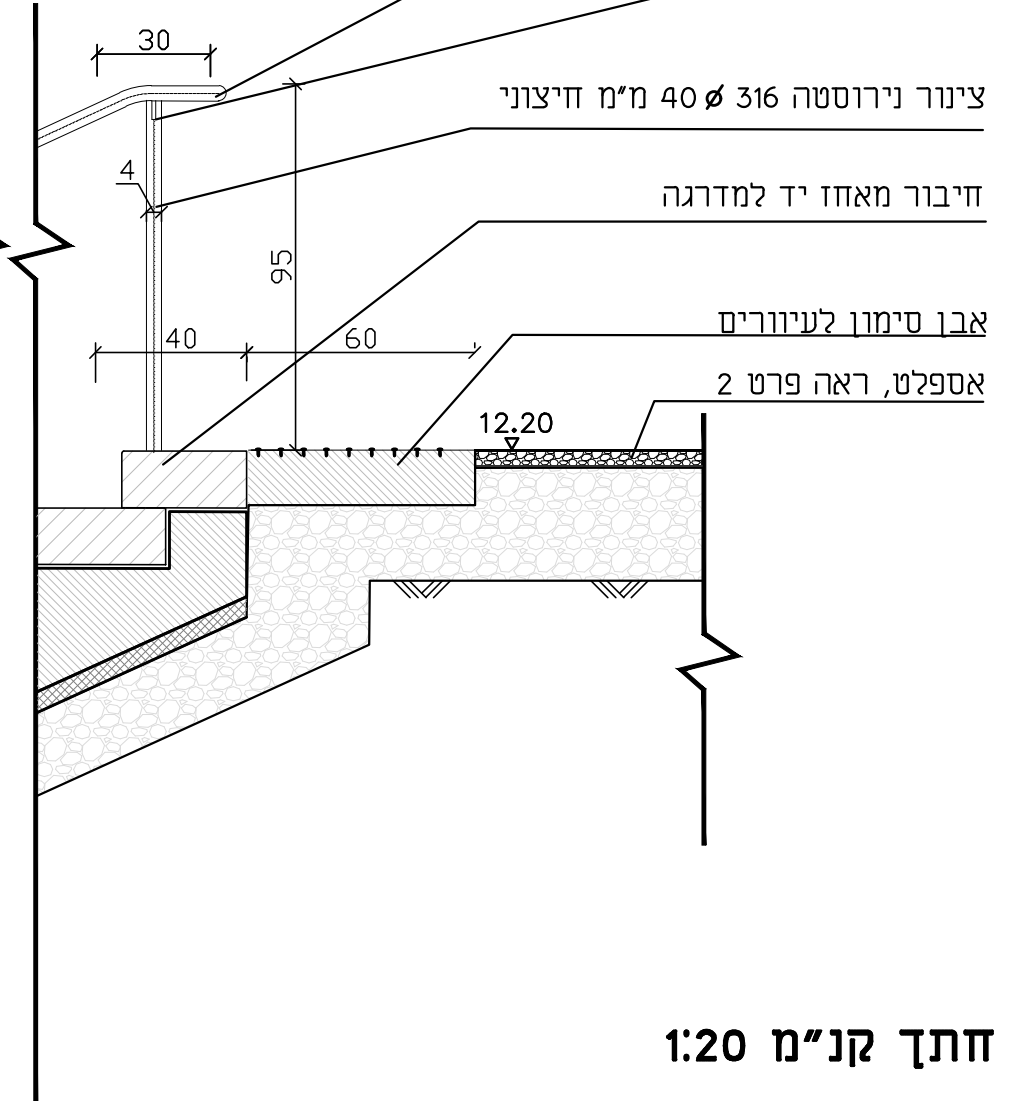 30
צינור נירוסטה 316 ø 40 מ"מ חיצוני
4
חיבור מאחז יד למדרגה
95
אבן סימון לעיוורים
40
60
אספלט, ראה פרט 2
12.20
חתך קנ"מ 1:20